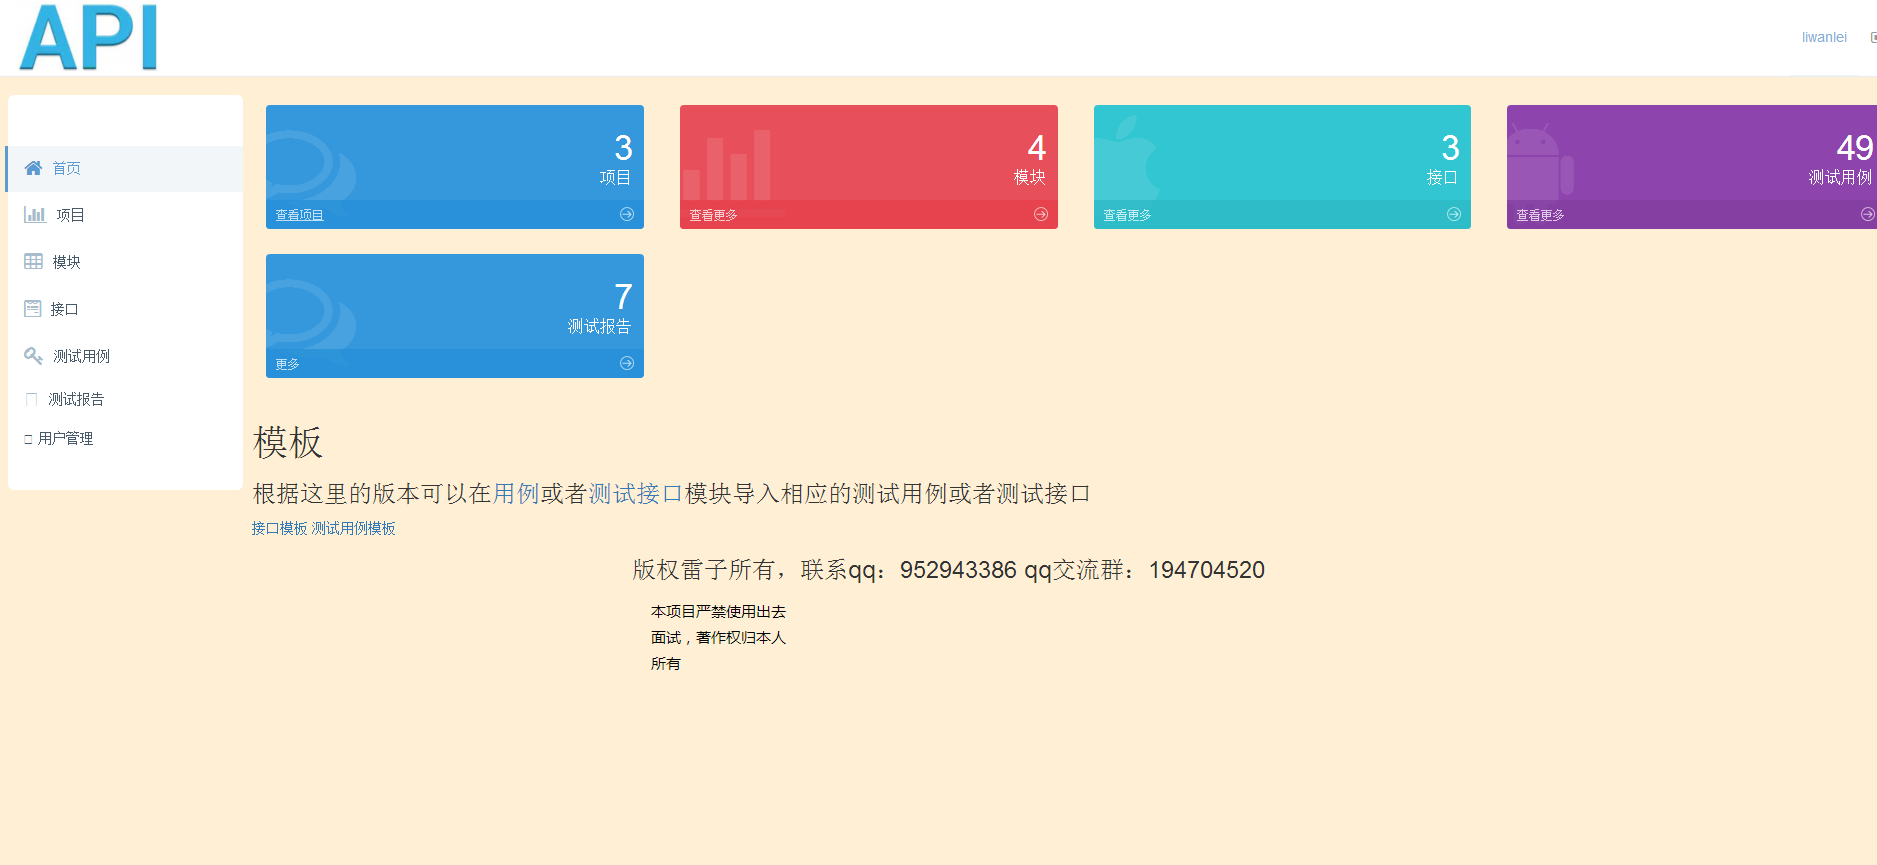 API
liwanlei
首页
项目
模块
接口
测试用例
测试报告
用户管理
3
项目
查看项目
4
模块
查看更多
3
接口
查看更多
49
测试用例
查看更多
7
测试报告
更多
模板
根据这里的版本可以在用例或者测试接口模块导入相应的测试用例或者测试接口
接口模板 测试用例模板
版权雷子所有，联系qq：952943386 qq交流群：194704520
本项目严禁使用出去
面试，著作权归本人
所有